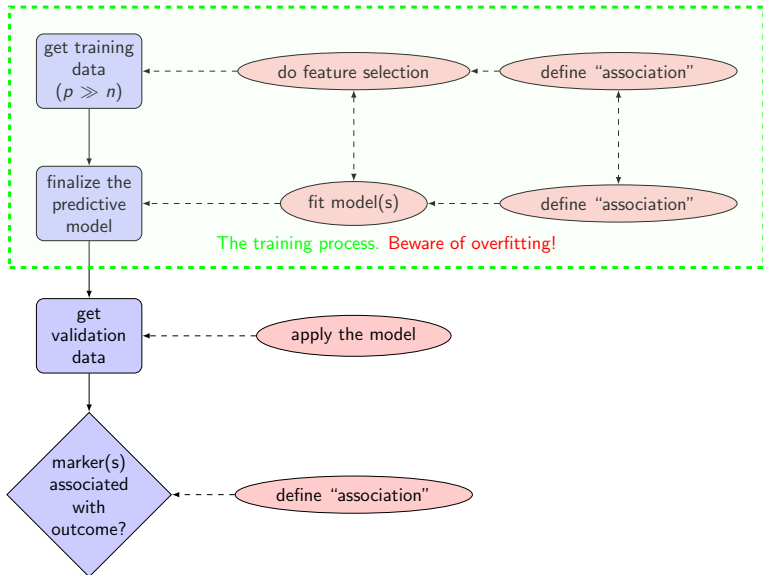 get training
data
(p ≫ n)
do feature selection
define “association”
finalize the
predictive
model
fit model(s)
define “association”
The training process. Beware of overfitting!
get
validation
data
apply the model
marker(s)
associated
with
outcome?
define “association”